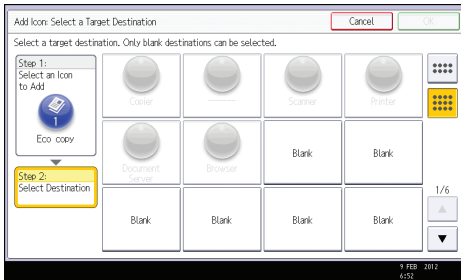 Add Icon: Select a Target Destination
Cancel
OK
Select a target destination. Only blank destinations can be selected.
Step 1:
Select an Icon
to Add
1
Eco copy
Step 2:
Select Destination
Copier
Scanner
Printer
Document
Server
Browser
Blank
Blank
Blank
Blank
Blank
Blank
1/6
9 FEB 2012
6:52